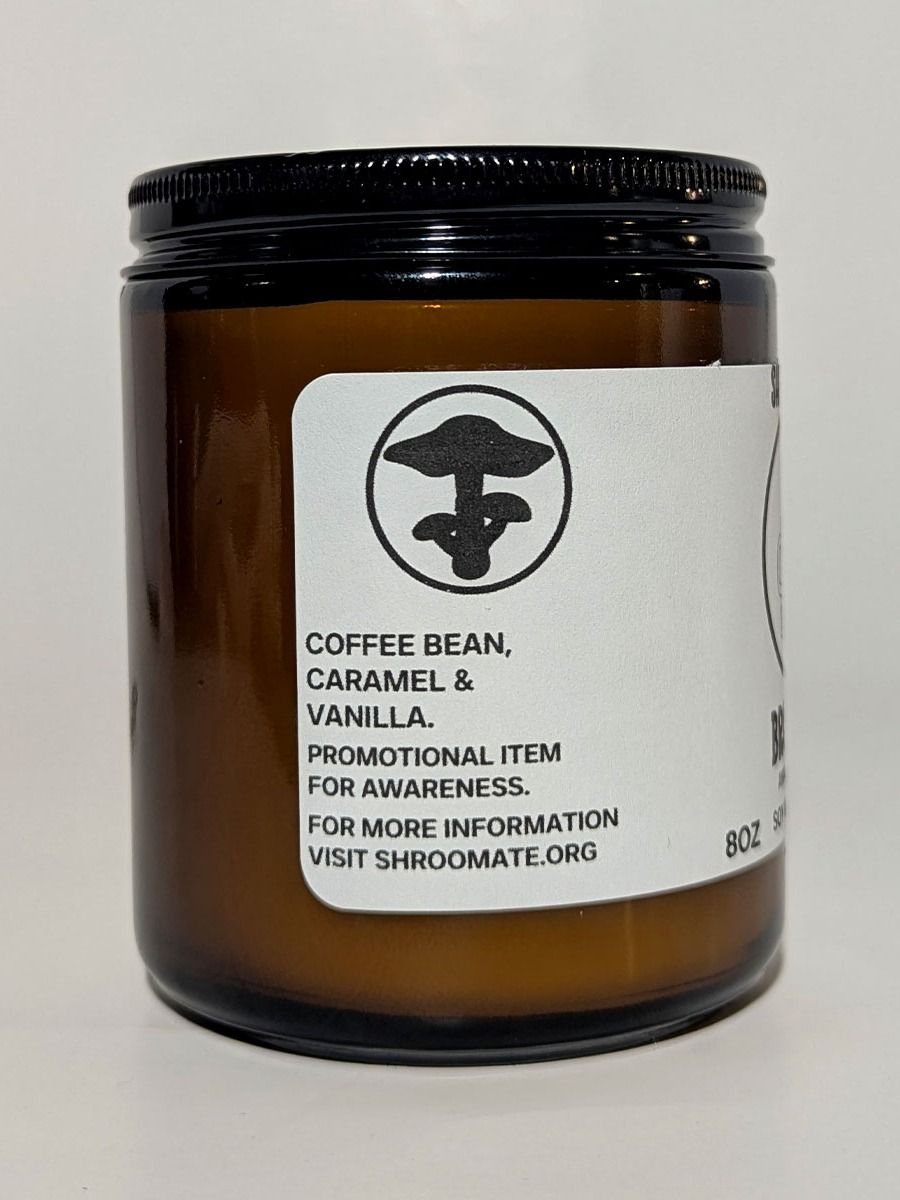 COFFEE BEAN,
CARAMEL &
VANILLA.
PROMOTIONAL ITEM
FOR AWARENESS.
FOR MORE INFORMATION
VISIT SHROOMATE.ORG
8OZ